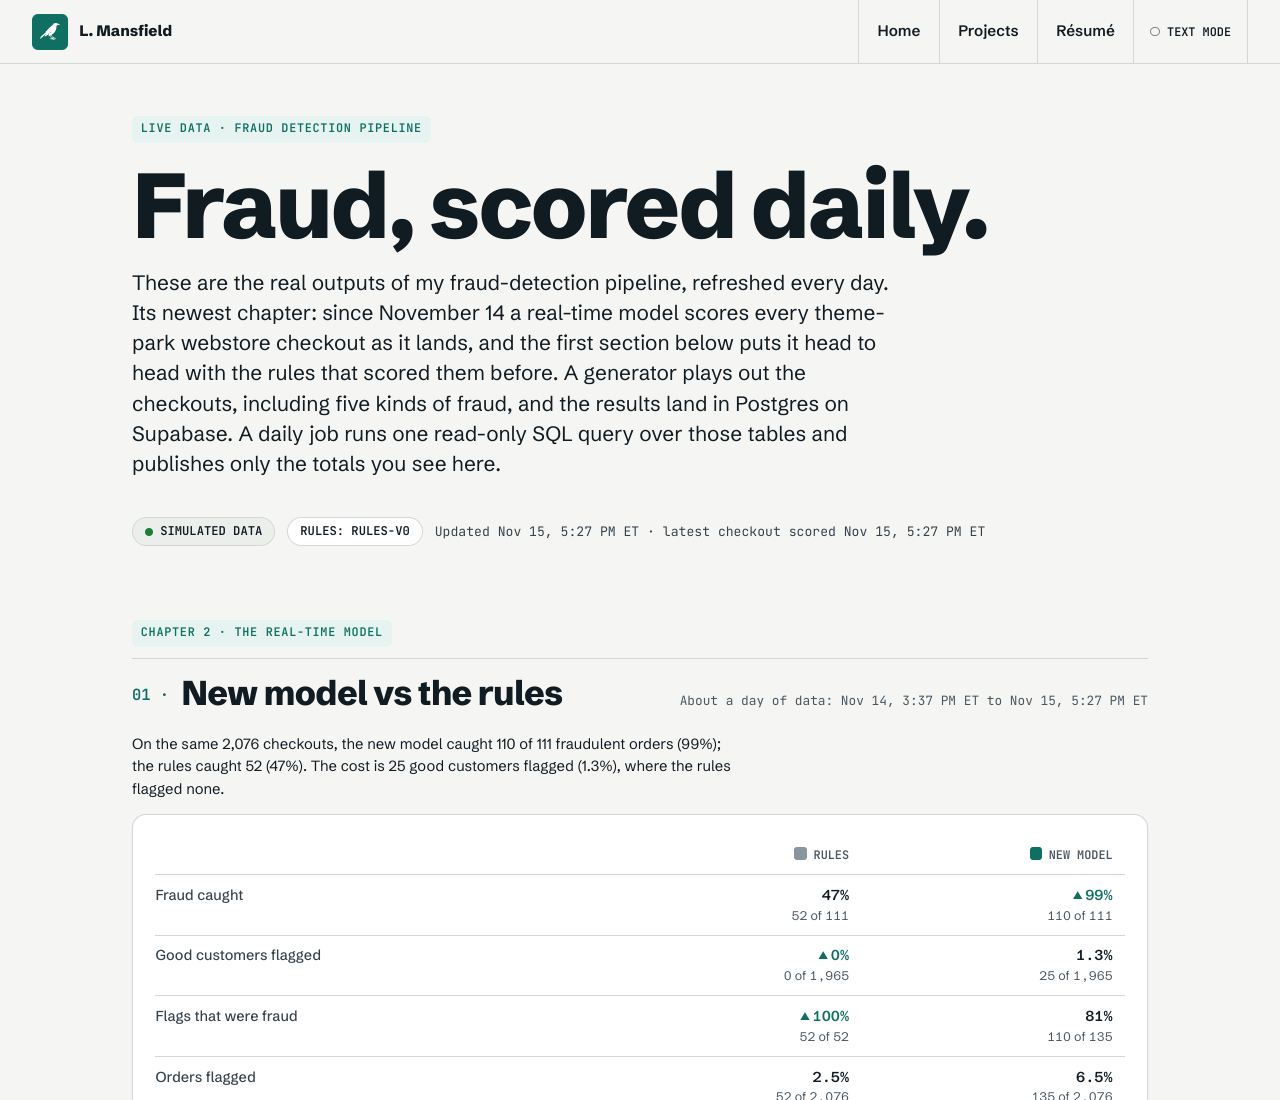 L. Mansfield
Home
Projects
Résumé
TEXT MODE
LIVE DATA · FRAUD DETECTION PIPELINE
Fraud, scored daily.
These are the real outputs of my fraud-detection pipeline, refreshed every day.
Its newest chapter: since November 14 a real-time model scores every theme-
park webstore checkout as it lands, and the first section below puts it head to
head with the rules that scored them before. A generator plays out the
checkouts, including five kinds of fraud, and the results land in Postgres on
Supabase. A daily job runs one read-only SQL query over those tables and
publishes only the totals you see here.
SIMULATED DATA
RULES: RULES-V0
Updated Nov 15, 5:27 PM ET · latest checkout scored Nov 15, 5:27 PM ET
CHAPTER 2 · THE REAL-TIME MODEL
01 · New model vs the rules
About a day of data: Nov 14, 3:37 PM ET to Nov 15, 5:27 PM ET
On the same 2,076 checkouts, the new model caught 110 of 111 fraudulent orders (99%);
the rules caught 52 (47%). The cost is 25 good customers flagged (1.3%), where the rules
flagged none.
RULES
NEW MODEL
Fraud caught
47%
▲99%
52 of 111
110 of 111
Good customers flagged
▲0%
1.3%
0 of 1,965
25 of 1,965
Flags that were fraud
▲100%
81%
52 of 52
110 of 135
Orders flagged
2.5%
6.5%
52 of 2,076
135 of 2,076